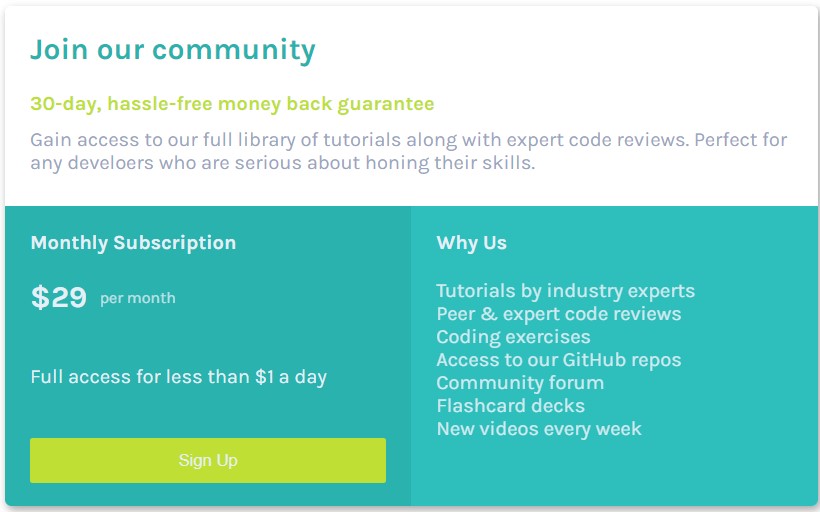 Join our community
30-day, hassle-free money back guarantee
Gain access to our full library of tutorials along with expert code reviews. Perfect for
any develoers who are serious about honing their skills.
Monthly Subscription
$29 per month
Full access for less than $1 a day
Sign Up
Why Us
Tutorials by industry experts
Peer & expert code reviews
Coding exercises
Access to our GitHub repos
Community forum
Flashcard decks
New videos every week